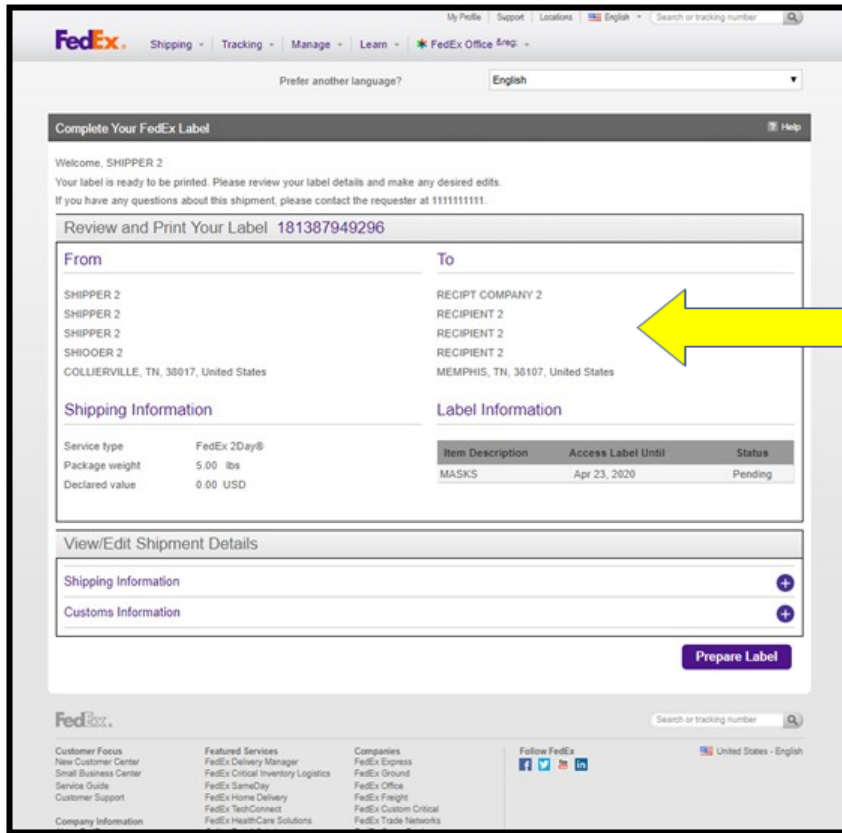 My Profile Support Locations English Search or tracking number
FedEx. Shipping Tracking Manage Learn FedEx Office &reg;
Prefer another language? English
Complete Your FedEx Label Help
Welcome, SHIPPER 2
Your label is ready to be printed. Please review your label details and make any desired edits.
If you have any questions about this shipment, please contact the requester at 1111111111.
Review and Print Your Label 181387949296
From To
SHIPPER 2 RECIPT COMPANY 2
SHIPPER 2 RECIPIENT 2
SHIPPER 2 RECIPIENT 2
SHIOOER 2 RECIPIENT 2
COLLIERVILLE, TN, 38017, United States MEMPHIS, TN, 38107, United States
Shipping Information Label Information
Service type FedEx 2Day® Item Description Access Label Until Status
Package weight 5.00 lbs MASKS Apr 23, 2020 Pending
Declared value 0.00 USD
View/Edit Shipment Details
Shipping Information
Customs Information
Prepare Label
FedEx. Search or tracking number
Customer Focus Featured Services Companies Follow FedEx United States - English
New Customer Center FedEx Delivery Manager FedEx Express
Small Business Center FedEx Critical Inventory Logistics FedEx Ground
Service Guide FedEx SameDay FedEx Office
Customer Support FedEx Home Delivery FedEx Freight
FedEx TechConnect FedEx Custom Critical
Company Information FedEx HealthCare Solutions FedEx Trade Networks